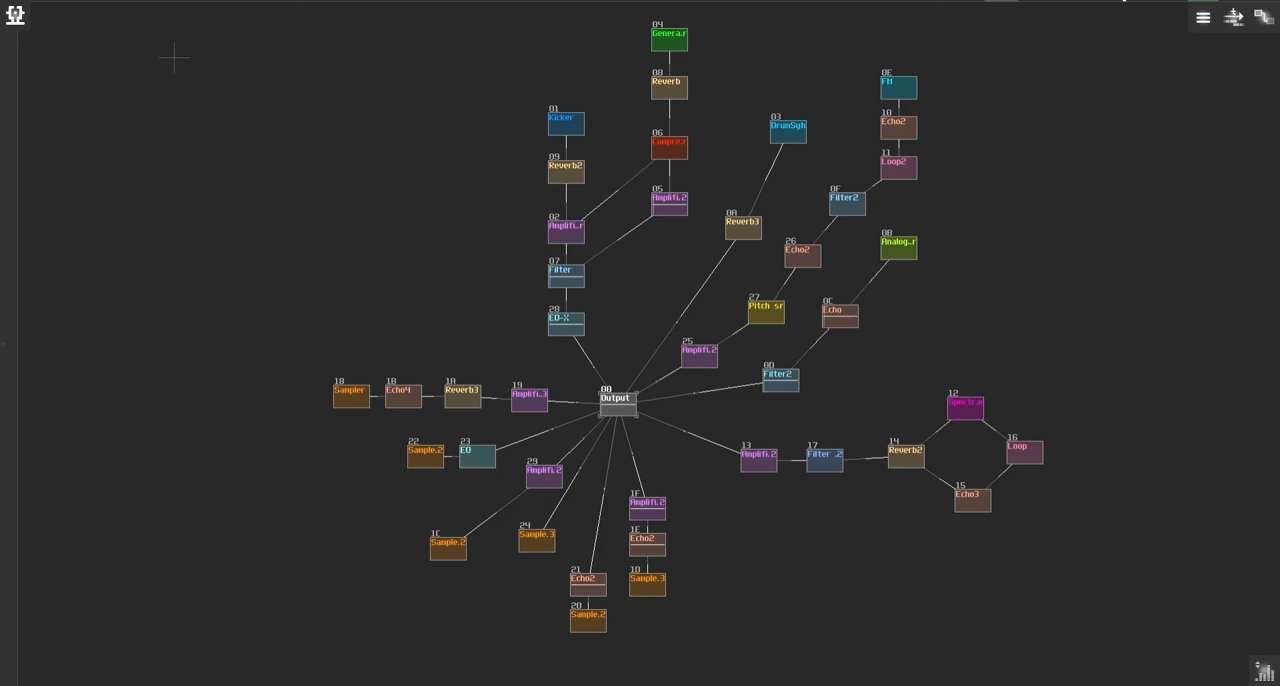 04
Genera.r
08
Reverb
0E
FM
01
Kicker
10
Echo2
03
DrumSyn
06
Compre.r
09
Reverb2
11
Loop2
05
Amplifi.2
0F
Filter2
02
Amplifi..r
0A
Reverb3
26
Echo2
0B
Analog..r
07
Filter
27
Pitch sr
0C
Echo
28
EQ-X
25
Amplifi.2
0D
Filter2
18
Sampler
1B
Echo4
1A
Reverb3
19
Amplifi..3
00
Output
12
Spectr.e
22
Sample.2
23
EQ
13
Amplifi.2
17
Filter .2
14
Reverb2
16
Loop
29
Amplifi.2
15
Echo3
1F
Amplifi.2
1C
Sample.2
24
Sample.3
1E
Echo2
21
Echo2
1D
Sample.3
20
Sample.2